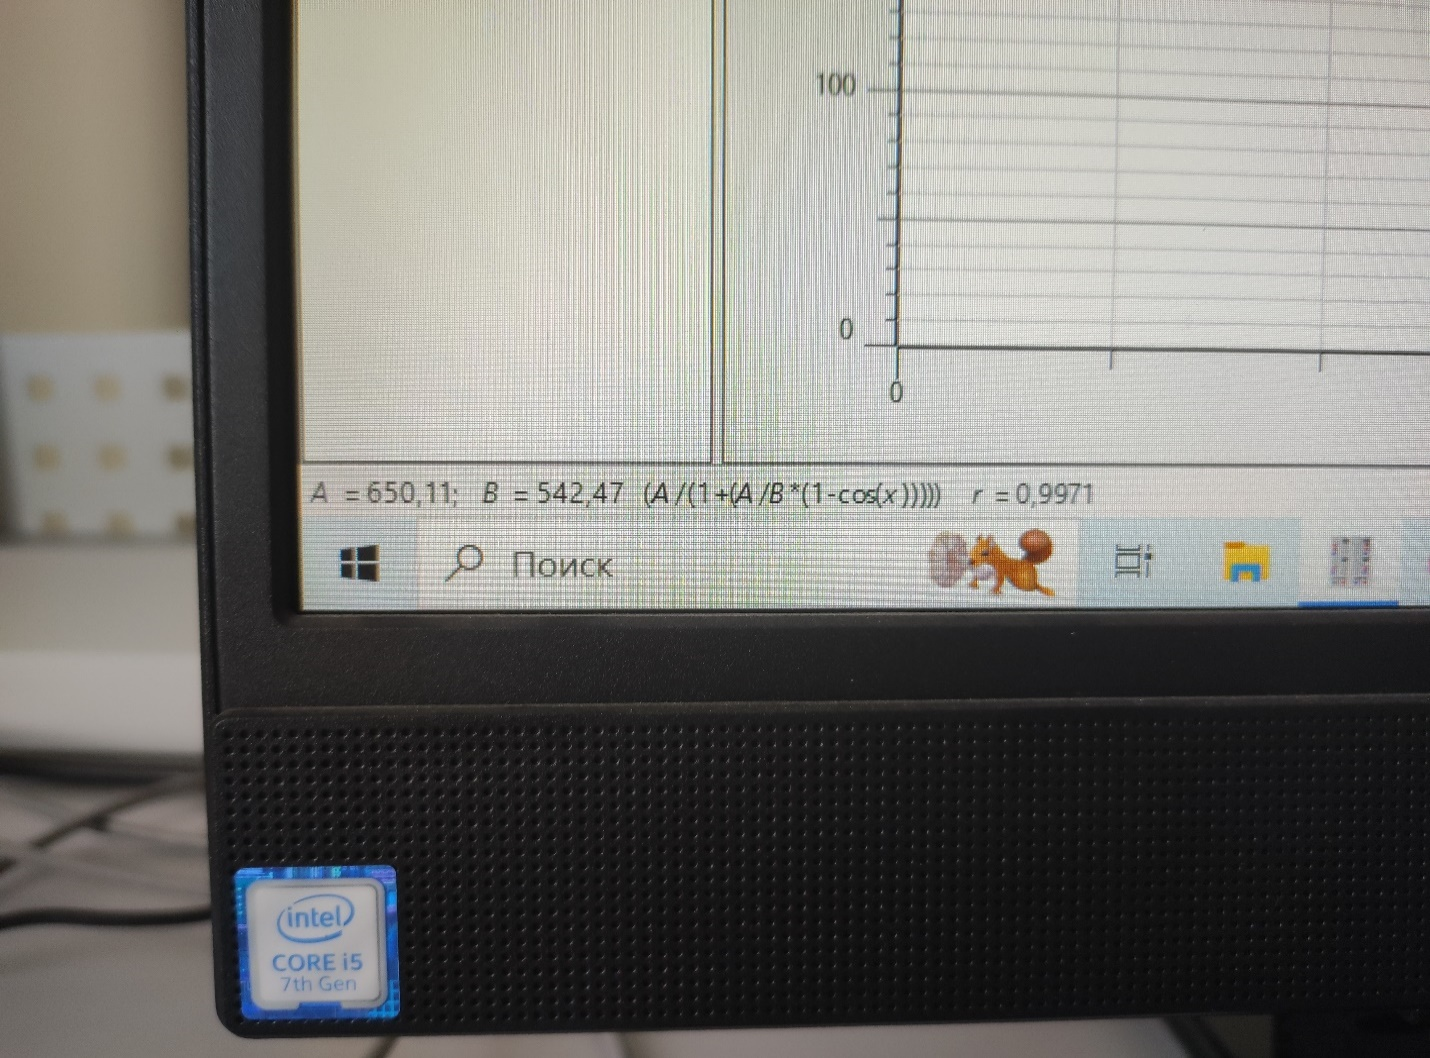 100
0
0
A = 650,11; B = 542,47 (A/(1+(A/B*(1-cos(x))))) r = 0,9971
Поиск
intel
CORE i5
7th Gen